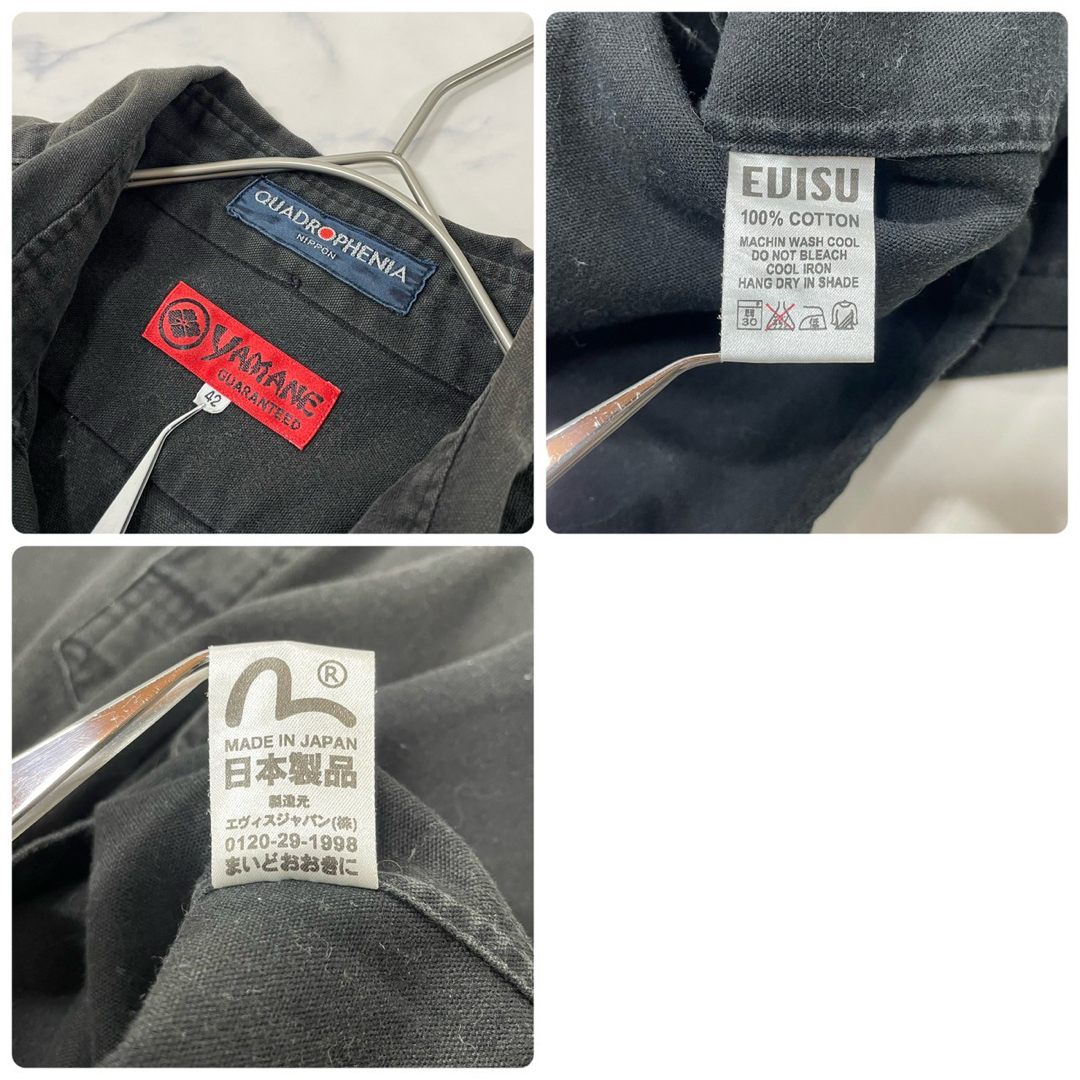 QUADROPHENIA
NIPPON
YAMANE
GUARANTEED
42
EVISU
100% COTTON
MACHIN WASH COOL
DO NOT BLEACH
COOL IRON
HANG DRY IN SHADE
30
低
®
MADE IN JAPAN
日本製品
製造元
エヴィスジャパン(株)
0120-29-1998
まいどおおきに